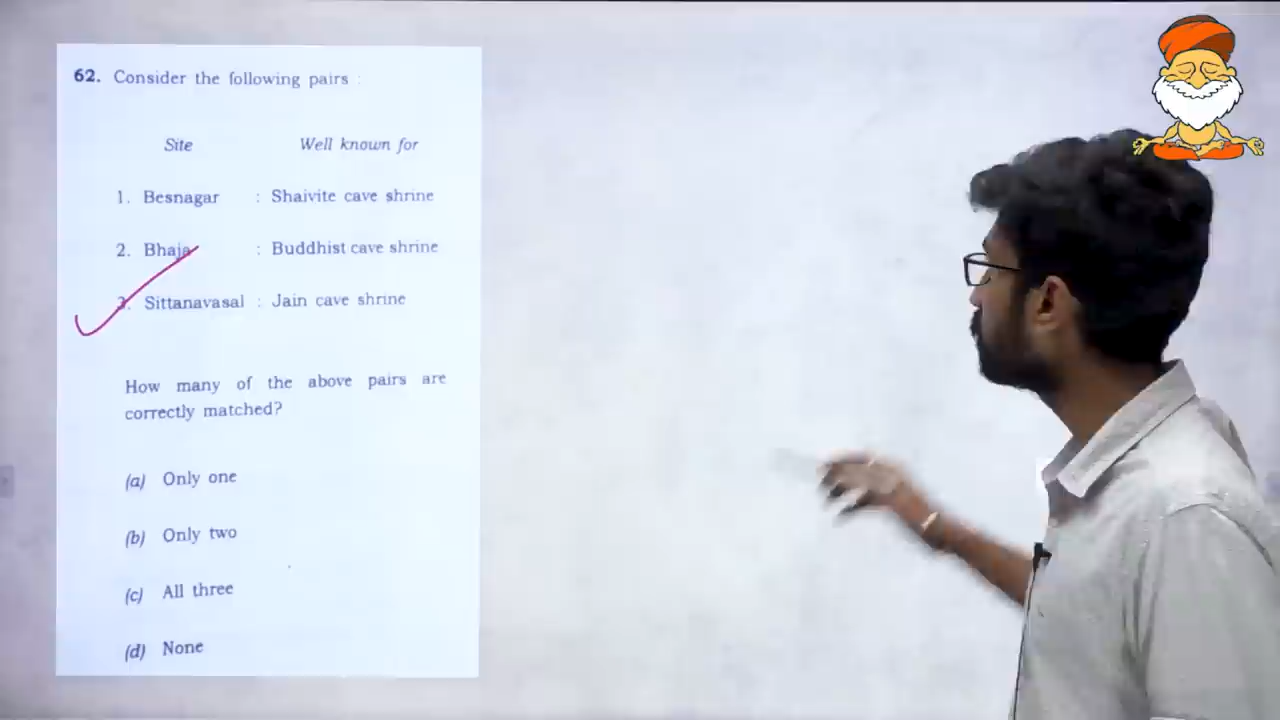 62. Consider the following pairs :
Site Well known for
1. Besnagar : Shaivite cave shrine
2. Bhaja : Buddhist cave shrine
3. Sittanavasal : Jain cave shrine
How many of the above pairs are
correctly matched?
(a) Only one
(b) Only two
(c) All three
(d) None